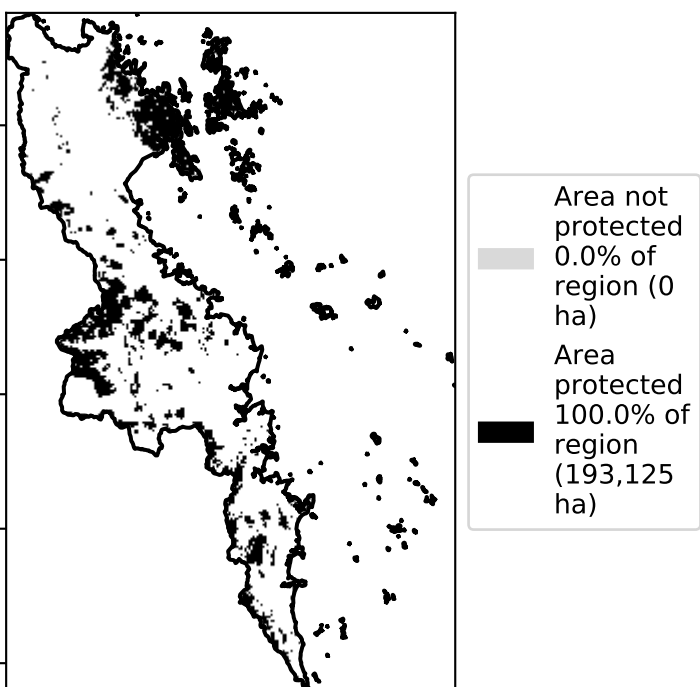 Area not
protected
0.0% of
region (0
ha)
Area
protected
100.0% of
region
(193,125
ha)